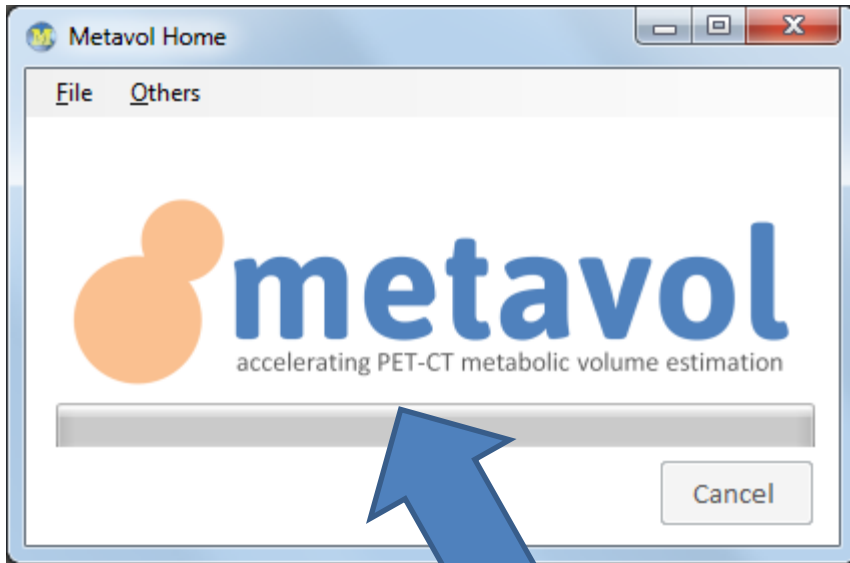 Metavol Home
File Others
metavol
accelerating PET-CT metabolic volume estimation
Cancel